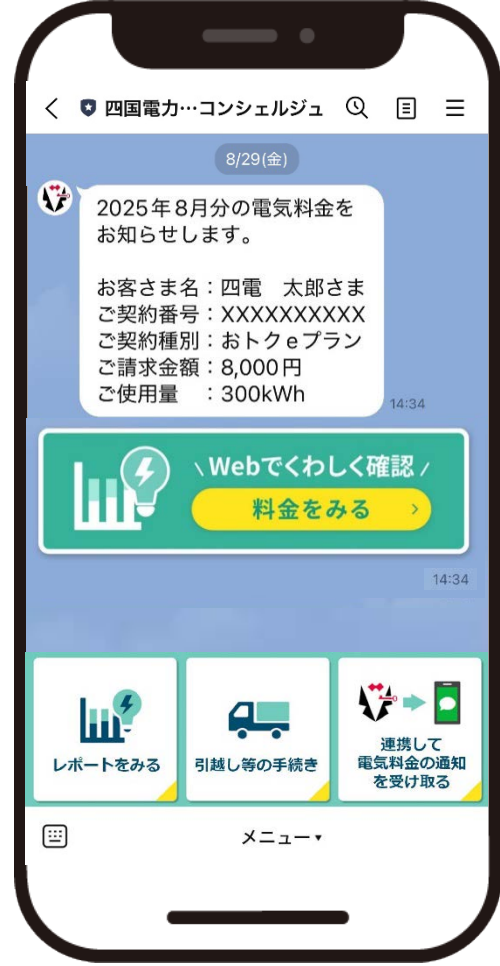 四国電力…コンシェルジュ
8/29(金)
2025年8月分の電気料金を
お知らせします。
お客さま名：四電　太郎さま
ご契約番号：XXXXXXXXXX
ご契約種別：おトクeプラン
ご請求金額：8,000円
ご使用量　：300kWh
14:34
\ Webでくわしく確認 /
料金をみる
14:34
レポートをみる
引越し等の手続き
連携して
電気料金の通知
を受け取る
メニュー▾